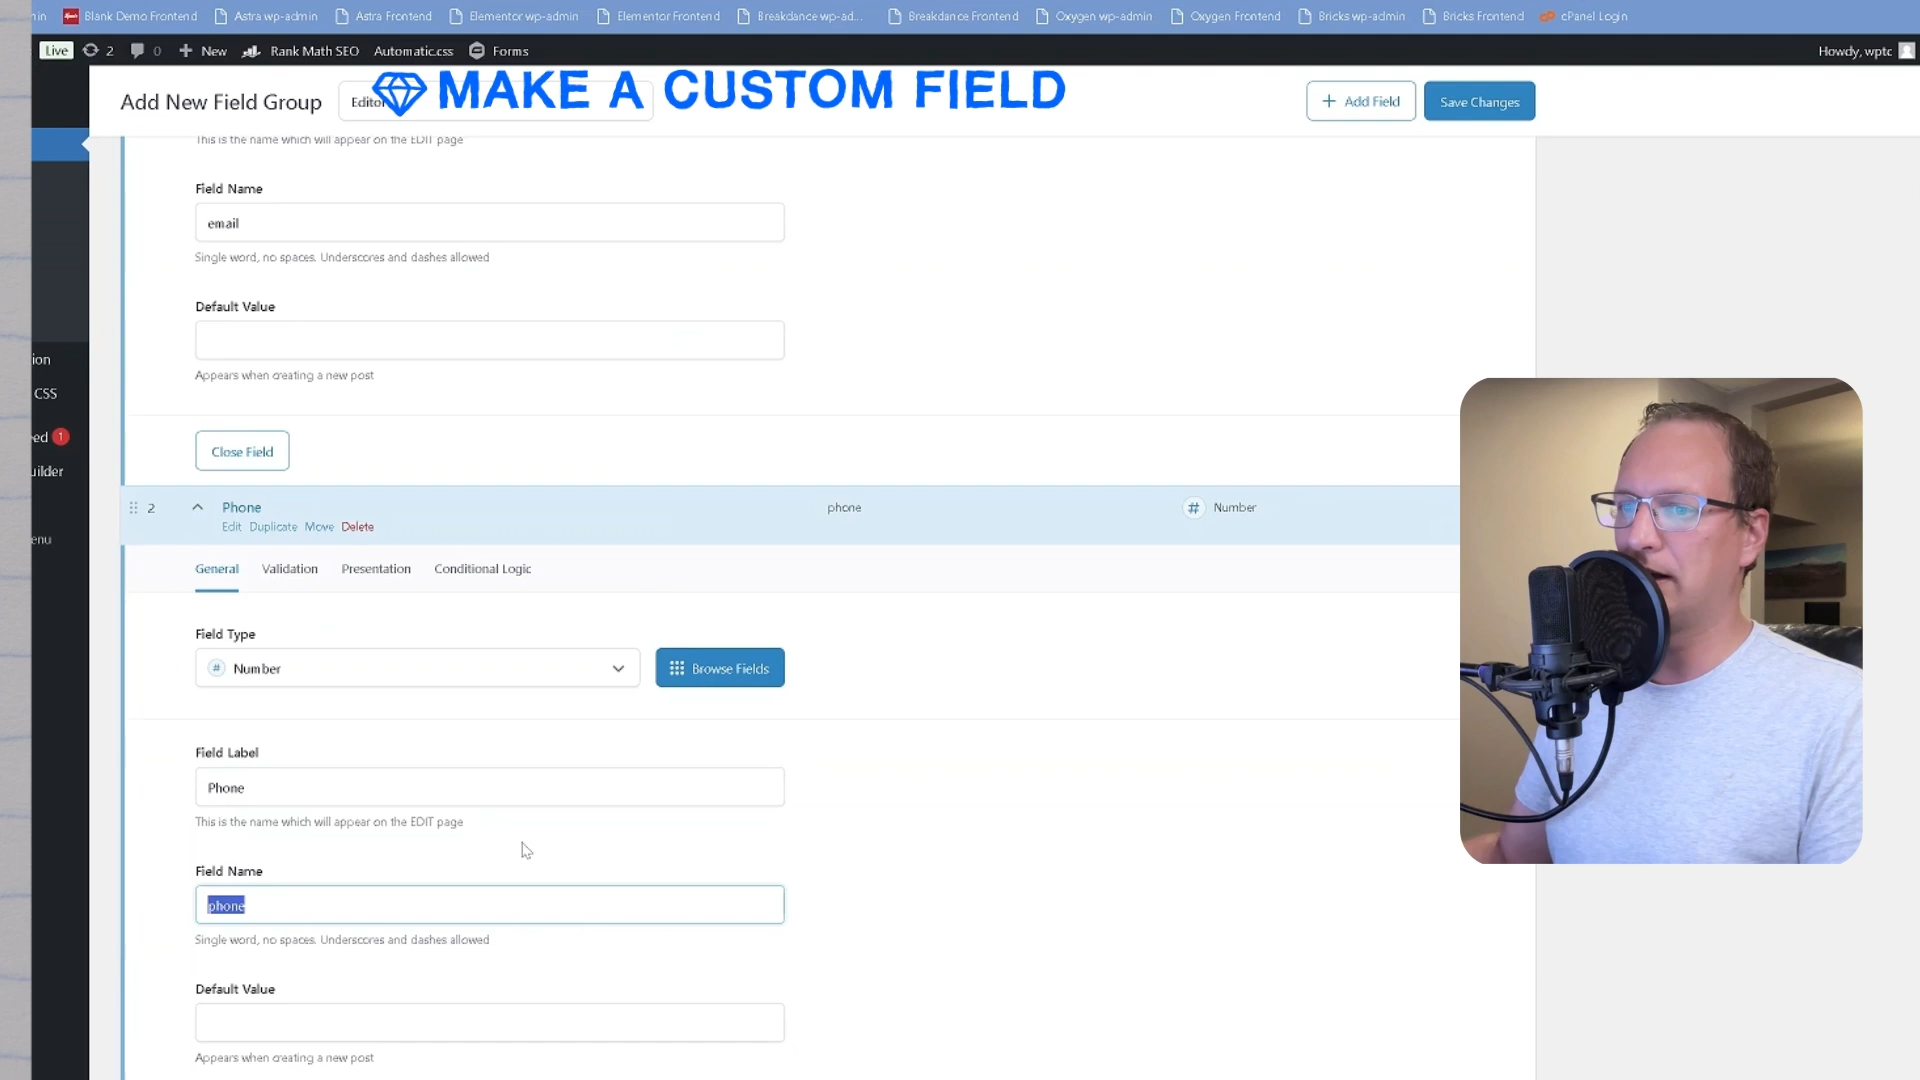 in Blank Demo Frontend Astra wp-admin Astra Frontend Elementor wp-admin Elementor Frontend Breakdance wp-ad... Breakdance Frontend Oxygen wp-admin Oxygen Frontend Bricks wp-admin Bricks Frontend cPanel Login
Live 2 0 New Rank Math SEO Automatic.css Forms Howdy, wptc
Add New Field Group Editor MAKE A CUSTOM FIELD + Add Field Save Changes
This is the name which will appear on the EDIT page
Field Name
email
Single word, no spaces. Underscores and dashes allowed
Default Value
Appears when creating a new post
ion
CSS
ed 1
uilder
enu
Close Field
2 Phone phone # Number
Edit Duplicate Move Delete
General Validation Presentation Conditional Logic
Field Type
# Number Browse Fields
Field Label
Phone
This is the name which will appear on the EDIT page
Field Name
phone
Single word, no spaces. Underscores and dashes allowed
Default Value
Appears when creating a new post